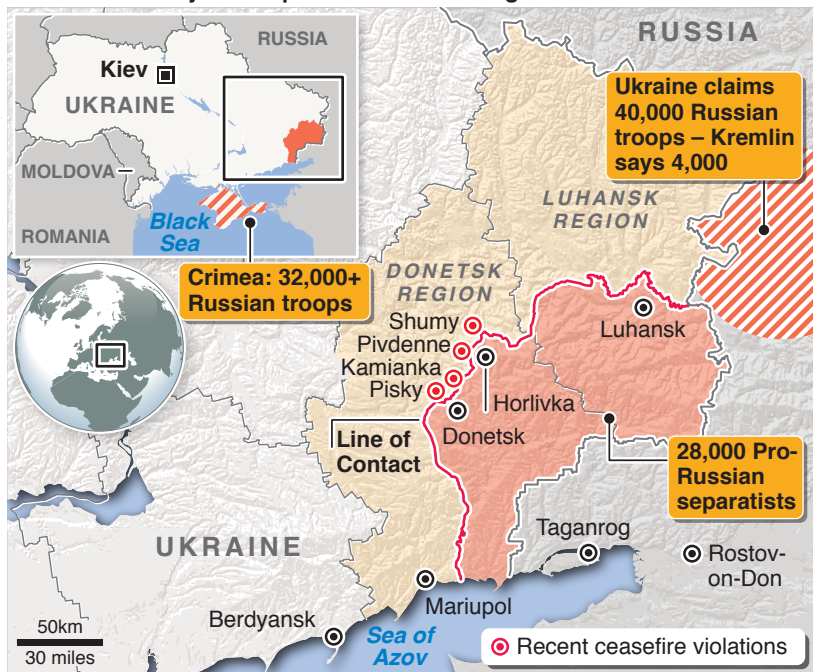 RUSSIA
Kiev
UKRAINE
MOLDOVA
ROMANIA
Black
Sea
Crimea: 32,000+
Russian troops
RUSSIA
Ukraine claims
40,000 Russian
troops – Kremlin
says 4,000
LUHANSK
REGION
DONETSK
REGION
Shumy
Pivdenne
Kamianka
Pisky
Luhansk
Horlivka
Donetsk
Line of
Contact
28,000 Pro-
Russian
separatists
UKRAINE
Taganrog
Rostov-
on-Don
Mariupol
Berdyansk
Sea of
Azov
50km
30 miles
Recent ceasefire violations